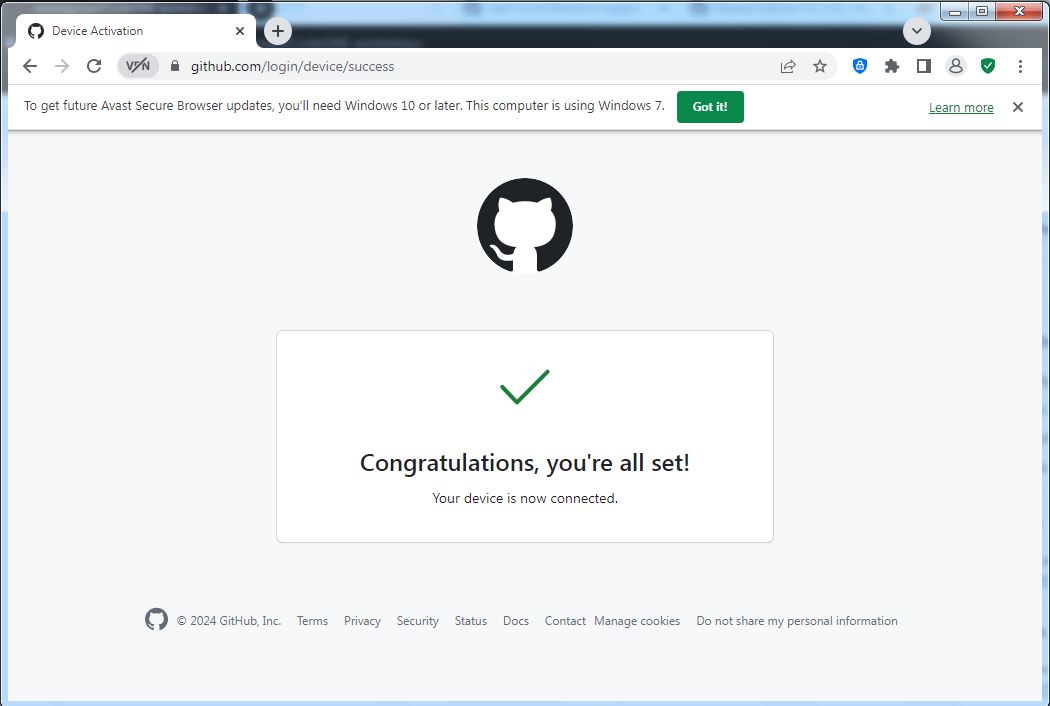 Device Activation
VPN
github.com/login/device/success
To get future Avast Secure Browser updates, you'll need Windows 10 or later. This computer is using Windows 7. Got it! Learn more
Congratulations, you're all set!
Your device is now connected.
© 2024 GitHub, Inc. Terms Privacy Security Status Docs Contact Manage cookies Do not share my personal information